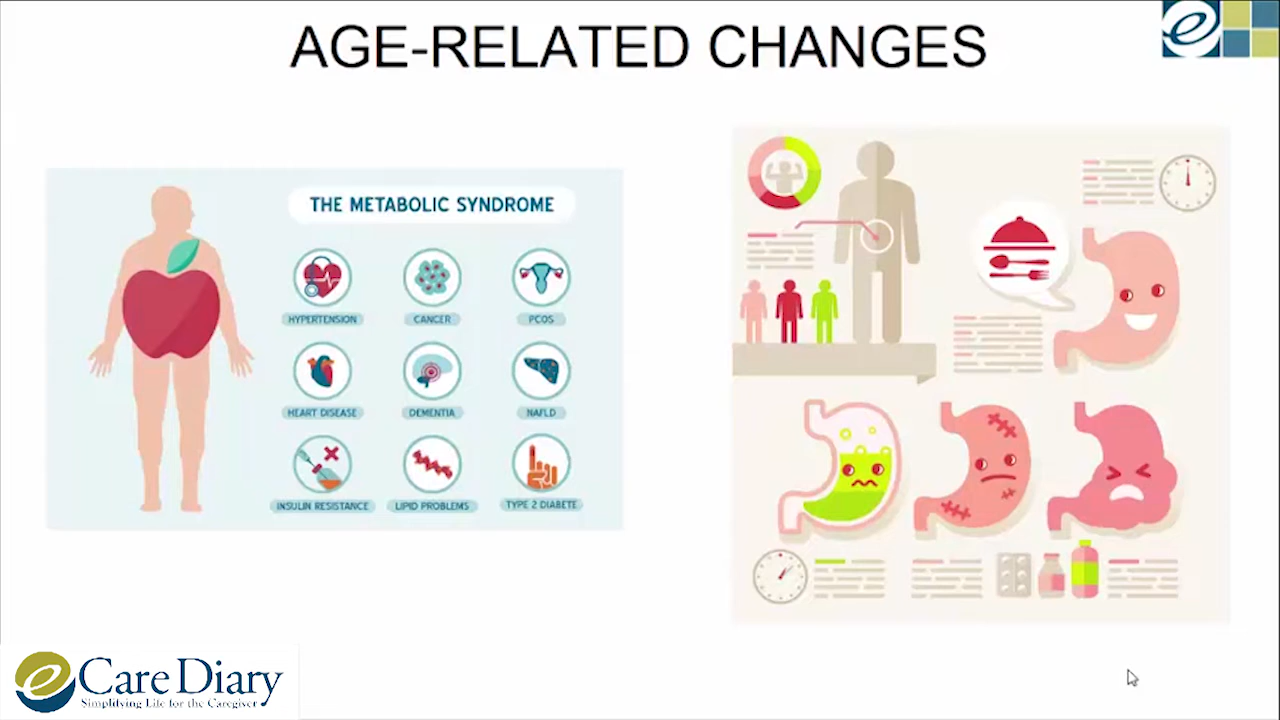 AGE-RELATED CHANGES
THE METABOLIC SYNDROME
HYPERTENSION
CANCER
PCOS
HEART DISEASE
DEMENTIA
NAFLD
INSULIN RESISTANCE
LIPID PROBLEMS
TYPE 2 DIABETE
e Care Diary
Simplifying Life for the Caregiver